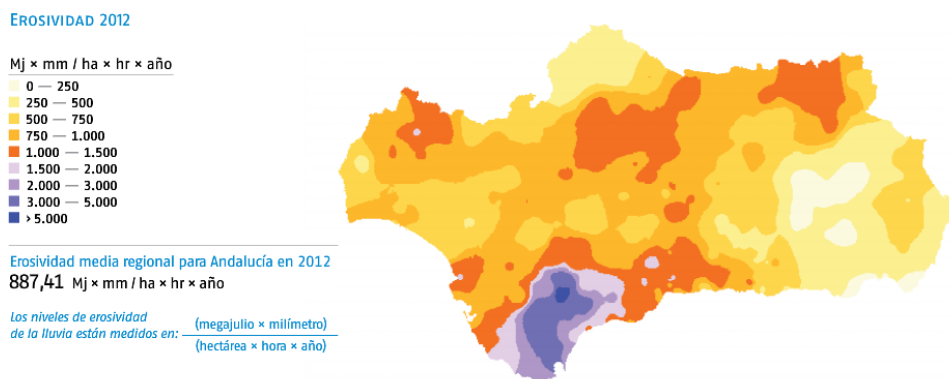 EROSIVIDAD 2012
Mj × mm / ha × hr × año
0 — 250
250 — 500
500 — 750
750 — 1.000
1.000 — 1.500
1.500 — 2.000
2.000 — 3.000
3.000 — 5.000
> 5.000
Erosividad media regional para Andalucía en 2012
887,41 Mj × mm / ha × hr × año
Los niveles de erosividad
de la lluvia están medidos en:
(megajulio × milímetro)
(hectárea × hora × año)